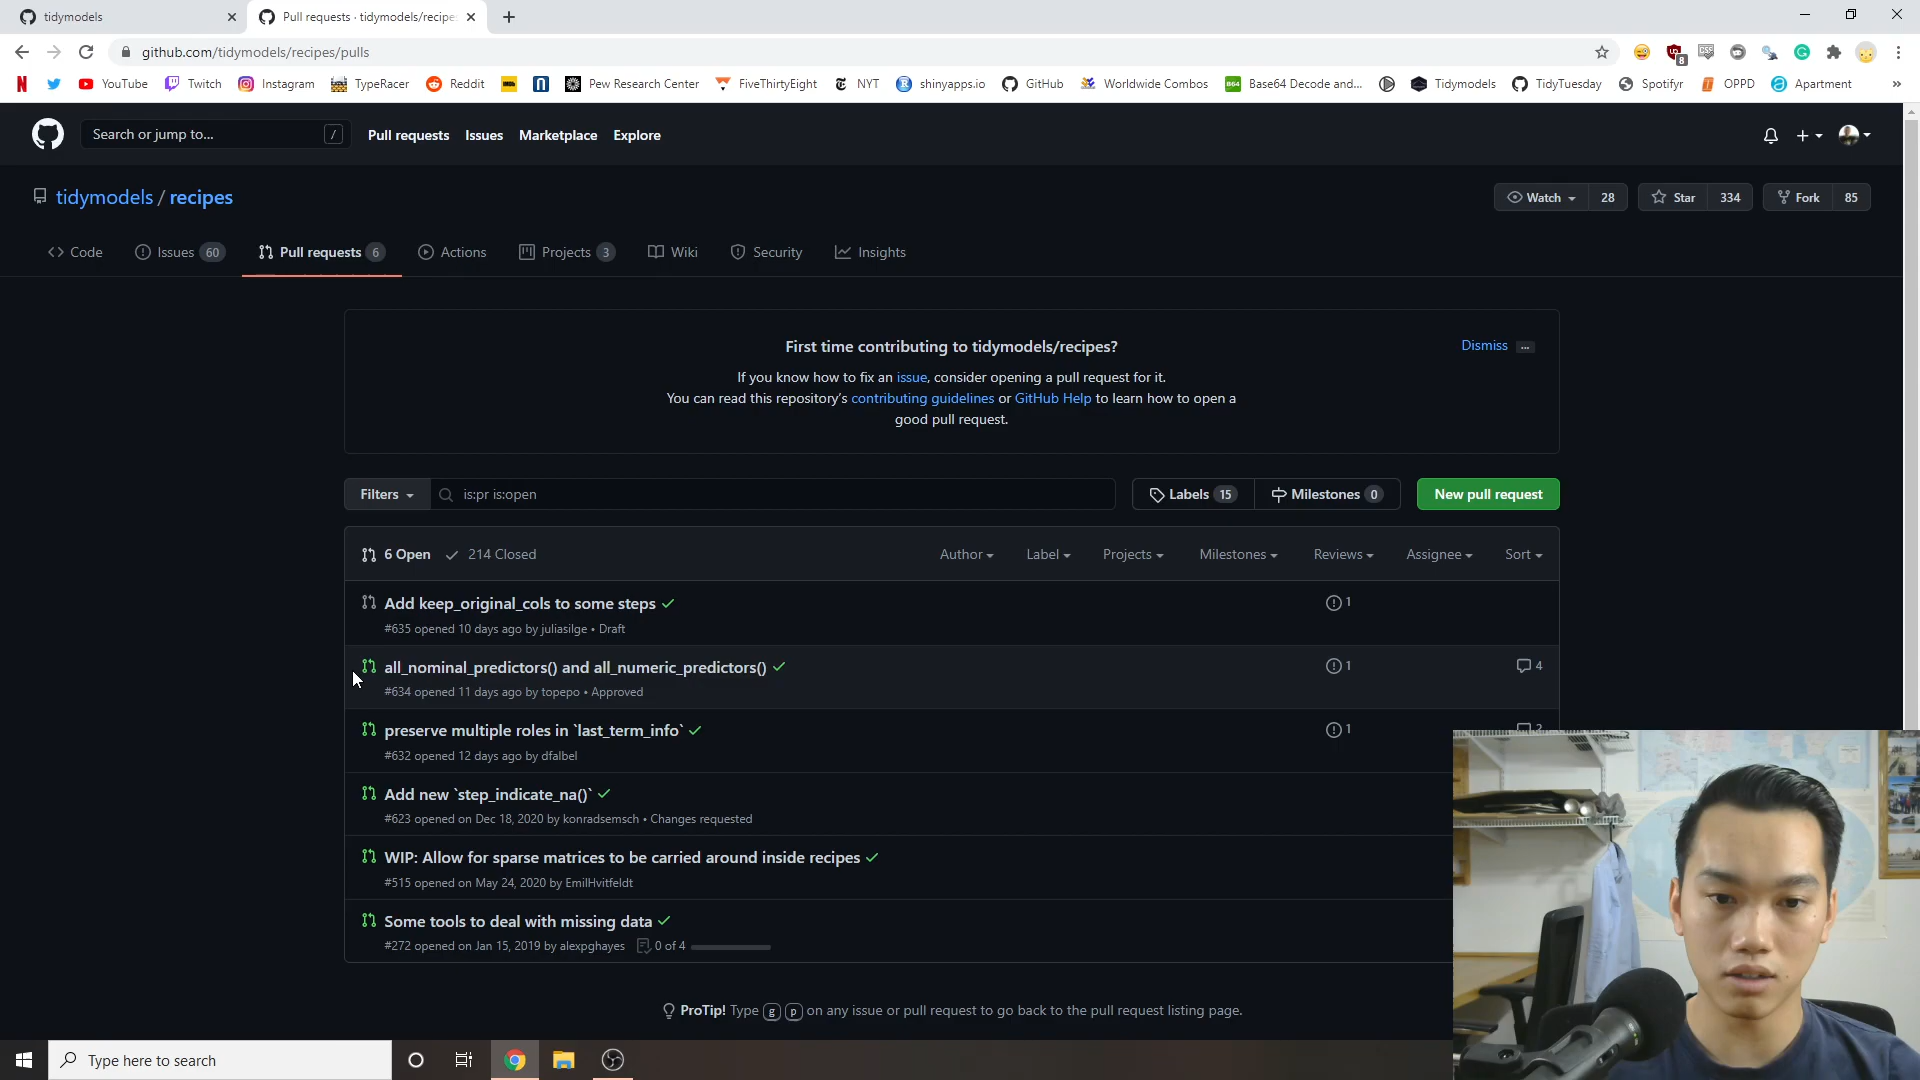 tidymodels
Pull requests · tidymodels/recipe
github.com/tidymodels/recipes/pulls
YouTube Twitch Instagram TypeRacer Reddit Pew Research Center FiveThirtyEight NYT shinyapps.io GitHub Worldwide Combos Base64 Decode and... Tidymodels TidyTuesday Spotifyr OPPD Apartment »
Search or jump to... / Pull requests Issues Marketplace Explore
tidymodels / recipes Watch 28 Star 334 Fork 85
Code Issues 60 Pull requests 6 Actions Projects 3 Wiki Security Insights
First time contributing to tidymodels/recipes? Dismiss ...
If you know how to fix an issue, consider opening a pull request for it.
You can read this repository's contributing guidelines or GitHub Help to learn how to open a
good pull request.
Filters is:pr is:open Labels 15 Milestones 0 New pull request
6 Open 214 Closed Author Label Projects Milestones Reviews Assignee Sort
Add keep_original_cols to some steps 1
#635 opened 10 days ago by juliasilge • Draft
all_nominal_predictors() and all_numeric_predictors() 1 4
#634 opened 11 days ago by topepo • Approved
preserve multiple roles in `last_term_info` 1 2
#632 opened 12 days ago by dfalbel
Add new `step_indicate_na()`
#623 opened on Dec 18, 2020 by konradsemsch • Changes requested
WIP: Allow for sparse matrices to be carried around inside recipes
#515 opened on May 24, 2020 by EmilHvitfeldt
Some tools to deal with missing data
#272 opened on Jan 15, 2019 by alexpghayes 0 of 4
ProTip! Type g p on any issue or pull request to go back to the pull request listing page.
Type here to search